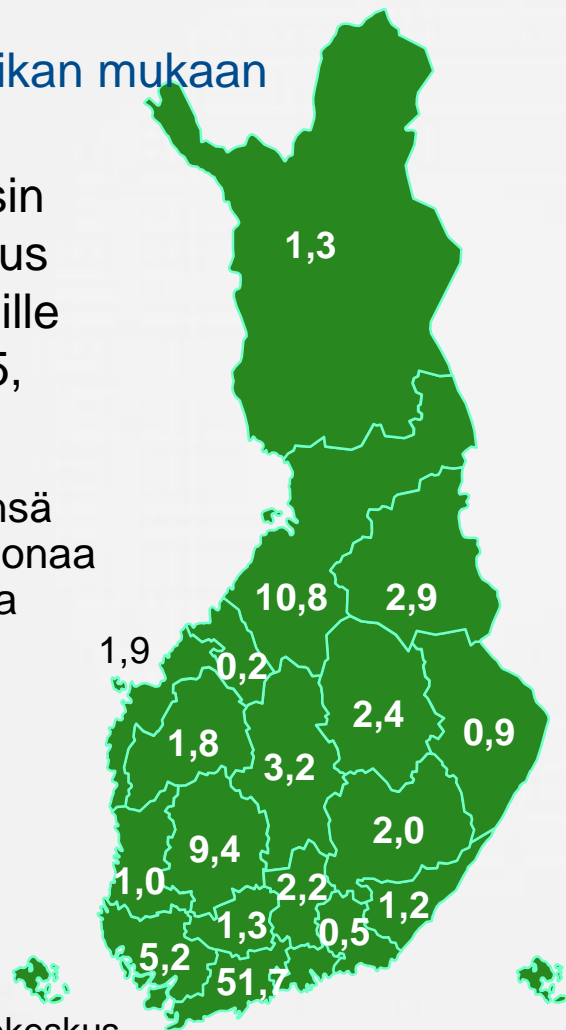 ikan mukaan
sin
us
ille
5,
nsä
onaa
a
1,3
10,8
2,9
1,9
0,2
2,4
0,9
1,8
3,2
2,0
9,4
1,0
2,2
1,2
1,3
0,5
5,2
51,7